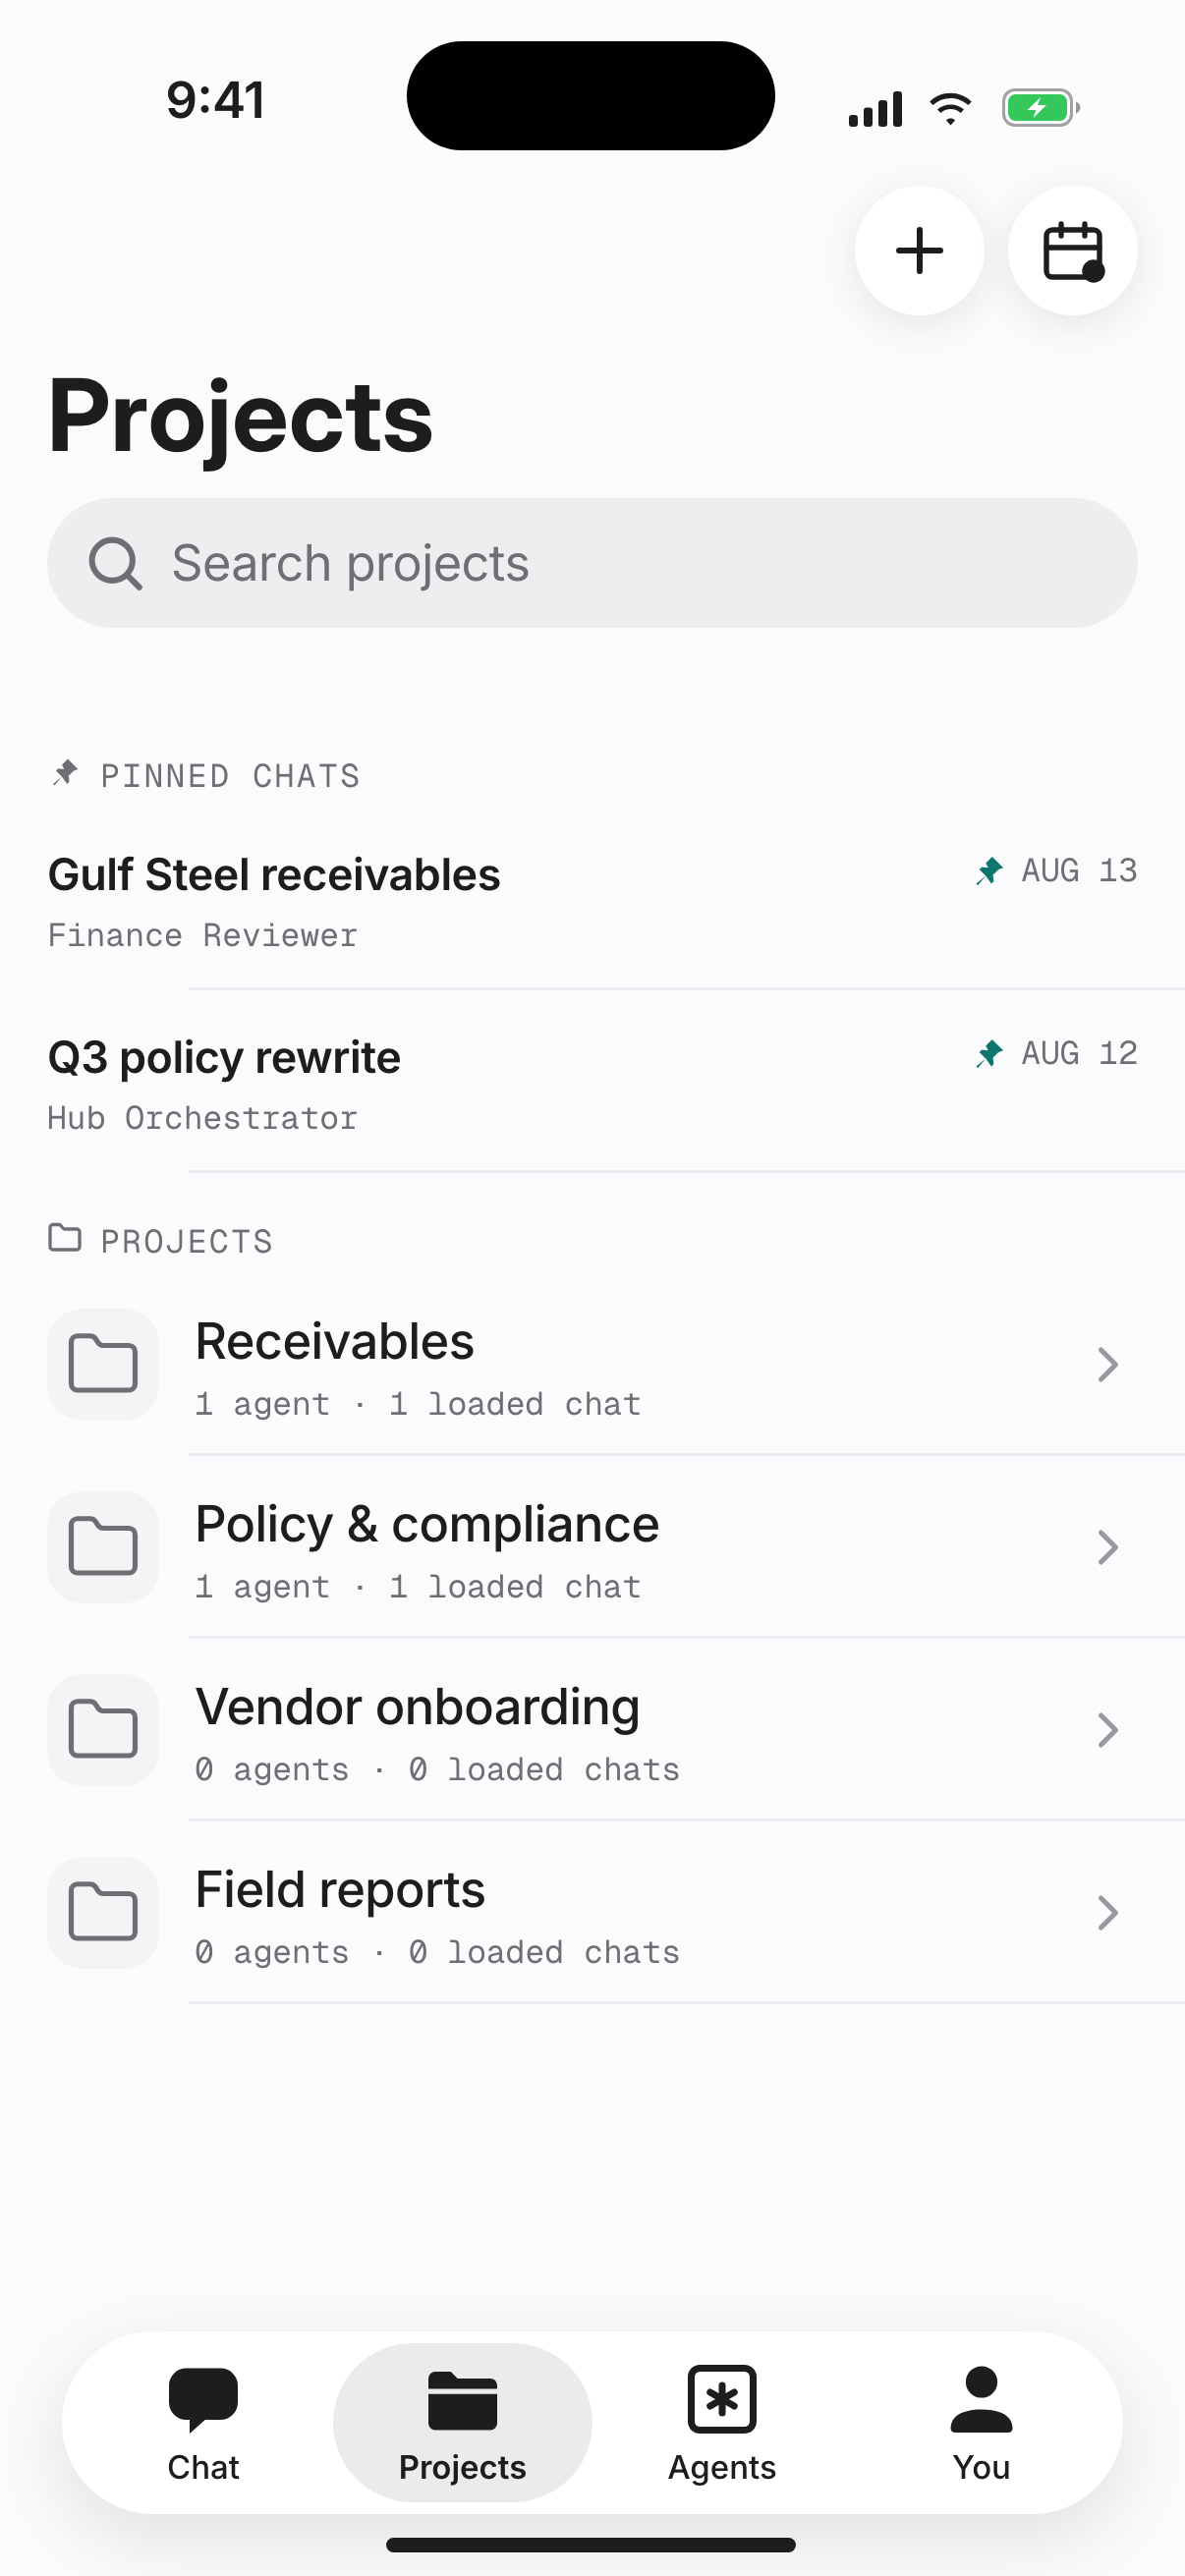 9:41
Projects
Search projects
PINNED CHATS
Gulf Steel receivables
AUG 13
Finance Reviewer
Q3 policy rewrite
AUG 12
Hub Orchestrator
PROJECTS
Receivables
1 agent · 1 loaded chat
Policy & compliance
1 agent · 1 loaded chat
Vendor onboarding
0 agents · 0 loaded chats
Field reports
0 agents · 0 loaded chats
Chat
Projects
Agents
You